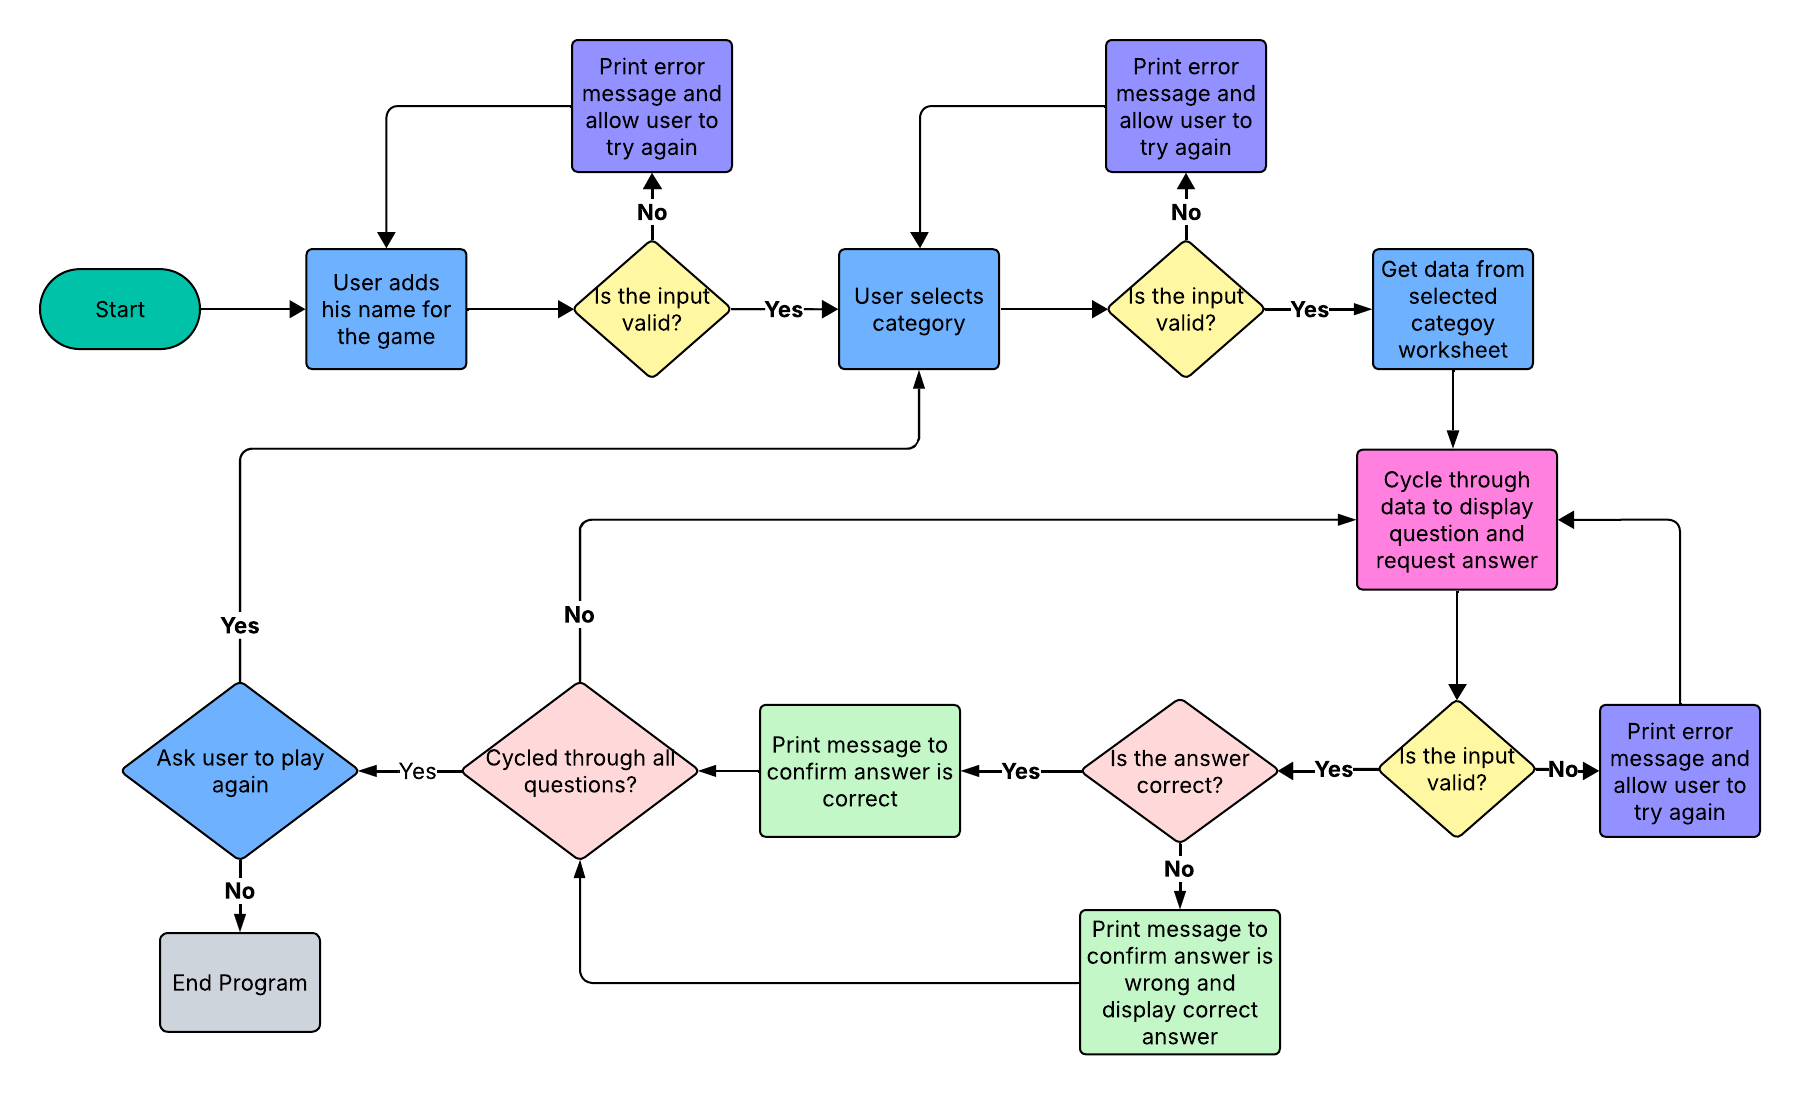 Print error
message and
allow user to
try again
Print error
message and
allow user to
try again
No
No
Start
User adds
his name for
the game
Is the input
valid?
Yes
User selects
category
Is the input
valid?
Yes
Get data from
selected
categoy
worksheet
Cycle through
data to display
question and
request answer
Yes
No
Ask user to play
again
Yes
Cycled through all
questions?
Print message to
confirm answer is
correct
Yes
Is the answer
correct?
Yes
Is the input
valid?
No
Print error
message and
allow user to
try again
No
No
End Program
Print message to
confirm answer is
wrong and
display correct
answer